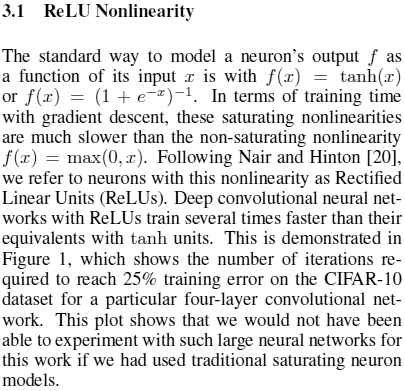 3.1 ReLU Nonlinearity
The standard way to model a neuron's output f as
a function of its input x is with f(x) = tanh(x)
or f(x) = (1 + e⁻ˣ)⁻¹. In terms of training time
with gradient descent, these saturating nonlinearities
are much slower than the non-saturating nonlinearity
f(x) = max(0, x). Following Nair and Hinton [20],
we refer to neurons with this nonlinearity as Rectified
Linear Units (ReLUs). Deep convolutional neural net-
works with ReLUs train several times faster than their
equivalents with tanh units. This is demonstrated in
Figure 1, which shows the number of iterations re-
quired to reach 25% training error on the CIFAR-10
dataset for a particular four-layer convolutional net-
work. This plot shows that we would not have been
able to experiment with such large neural networks for
this work if we had used traditional saturating neuron
models.